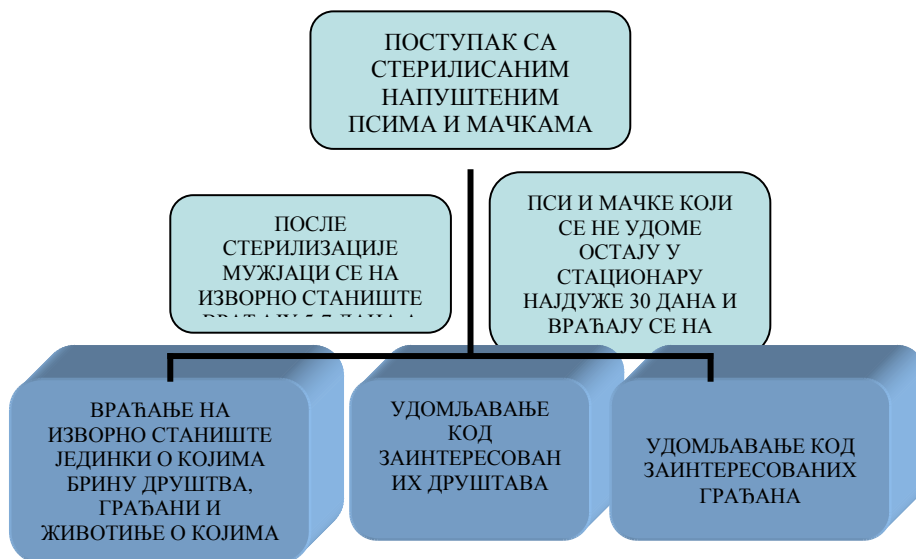 ПОСТУПАК СА
СТЕРИЛИСАНИМ
НАПУШТЕНИМ
ПСИМА И МАЧКАМА
ПОСЛЕ
СТЕРИЛИЗАЦИЈЕ
МУЖЈАЦИ СЕ НА
ИЗВОРНО СТАНИШТЕ
ПСИ И МАЧКЕ КОЈИ
СЕ НЕ УДОМЕ
ОСТАЈУ У
СТАЦИОНАРУ
НАЈДУЖЕ 30 ДАНА И
ВРАЋАЈУ СЕ НА
ВРАЋАЊЕ НА
ИЗВОРНО СТАНИШТЕ
ЈЕДИНКИ О КОЈИМА
БРИНУ ДРУШТВА,
ГРАЂАНИ И
ЖИВОТИЊЕ О КОЈИМА
УДОМЉАВАЊЕ
КОД
ЗАИНТЕРЕСОВАН
ИХ ДРУШТАВА
УДОМЉАВАЊЕ КОД
ЗАИНТЕРЕСОВАНИХ
ГРАЂАНА